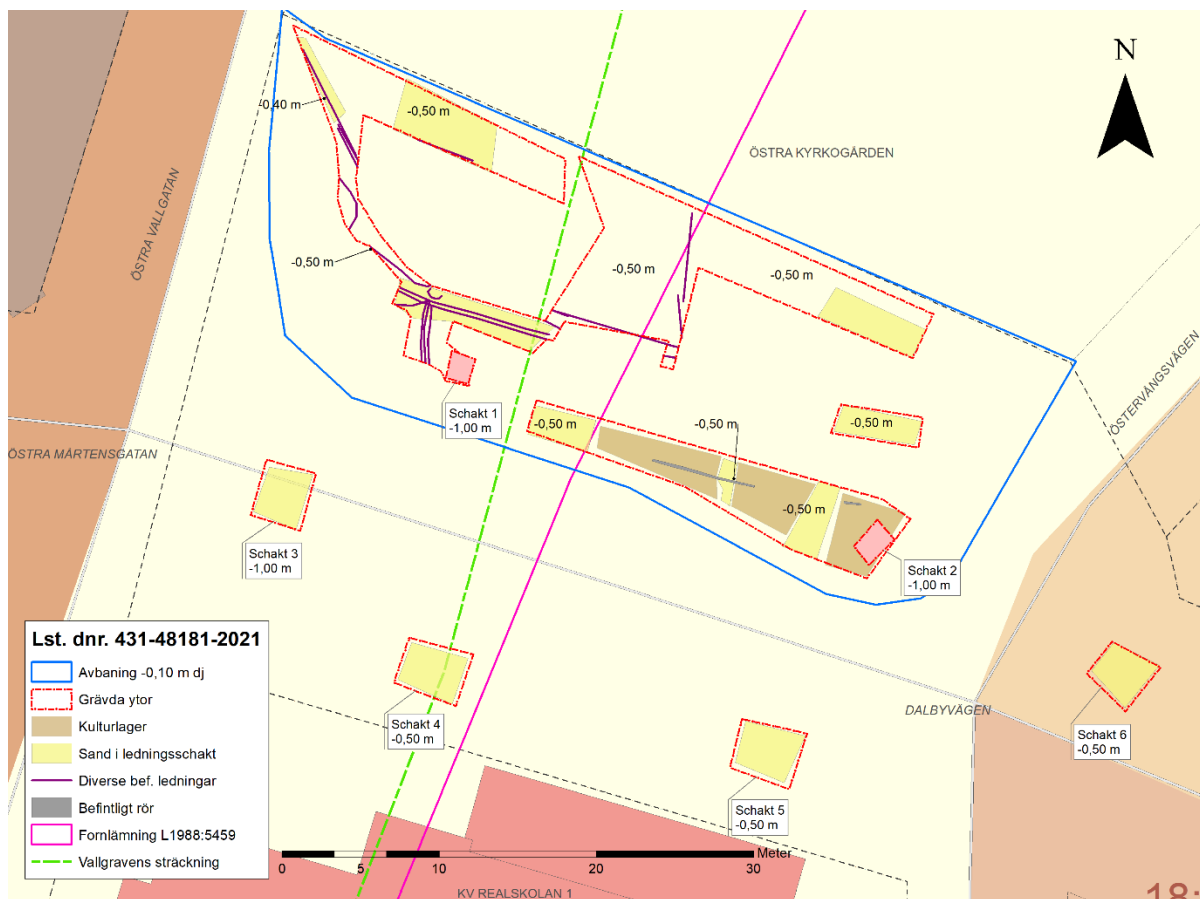 N
-0,40 m
-0,50 m
ÖSTRA KYRKOGÅRDEN
ÖSTRA VALLGATAN
-0,50 m
-0,50 m
-0,50 m
ÖSTERVÄNGSVÄGEN
Schakt 1
-1,00 m
-0,50 m
-0,50 m
-0,50 m
ÖSTRA MÅRTENSGATAN
-0,50 m
Schakt 3
-1,00 m
Schakt 2
-1,00 m
Lst. dnr. 431-48181-2021
Avbaning -0,10 m dj
Grävda ytor
Kulturlager
Sand i ledningsschakt
Diverse bef. ledningar
Befintligt rör
Fornlämning L1988:5459
Vallgravens sträckning
DALBYVÄGEN
Schakt 4
-0,50 m
Schakt 6
-0,50 m
Schakt 5
-0,50 m
Meter
0 5 10 20 30
KV REALSKOLAN 1
18: